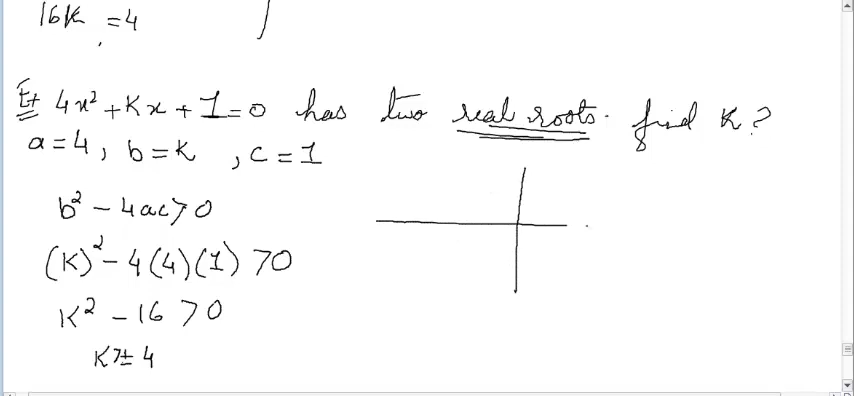 16K = 4
Ex 4x² + Kx + 1 = 0 has two real roots. find K?
a = 4, b = K, c = 1
b² - 4ac > 0
(K)² - 4(4)(1) > 0
K² - 16 > 0
K > ± 4